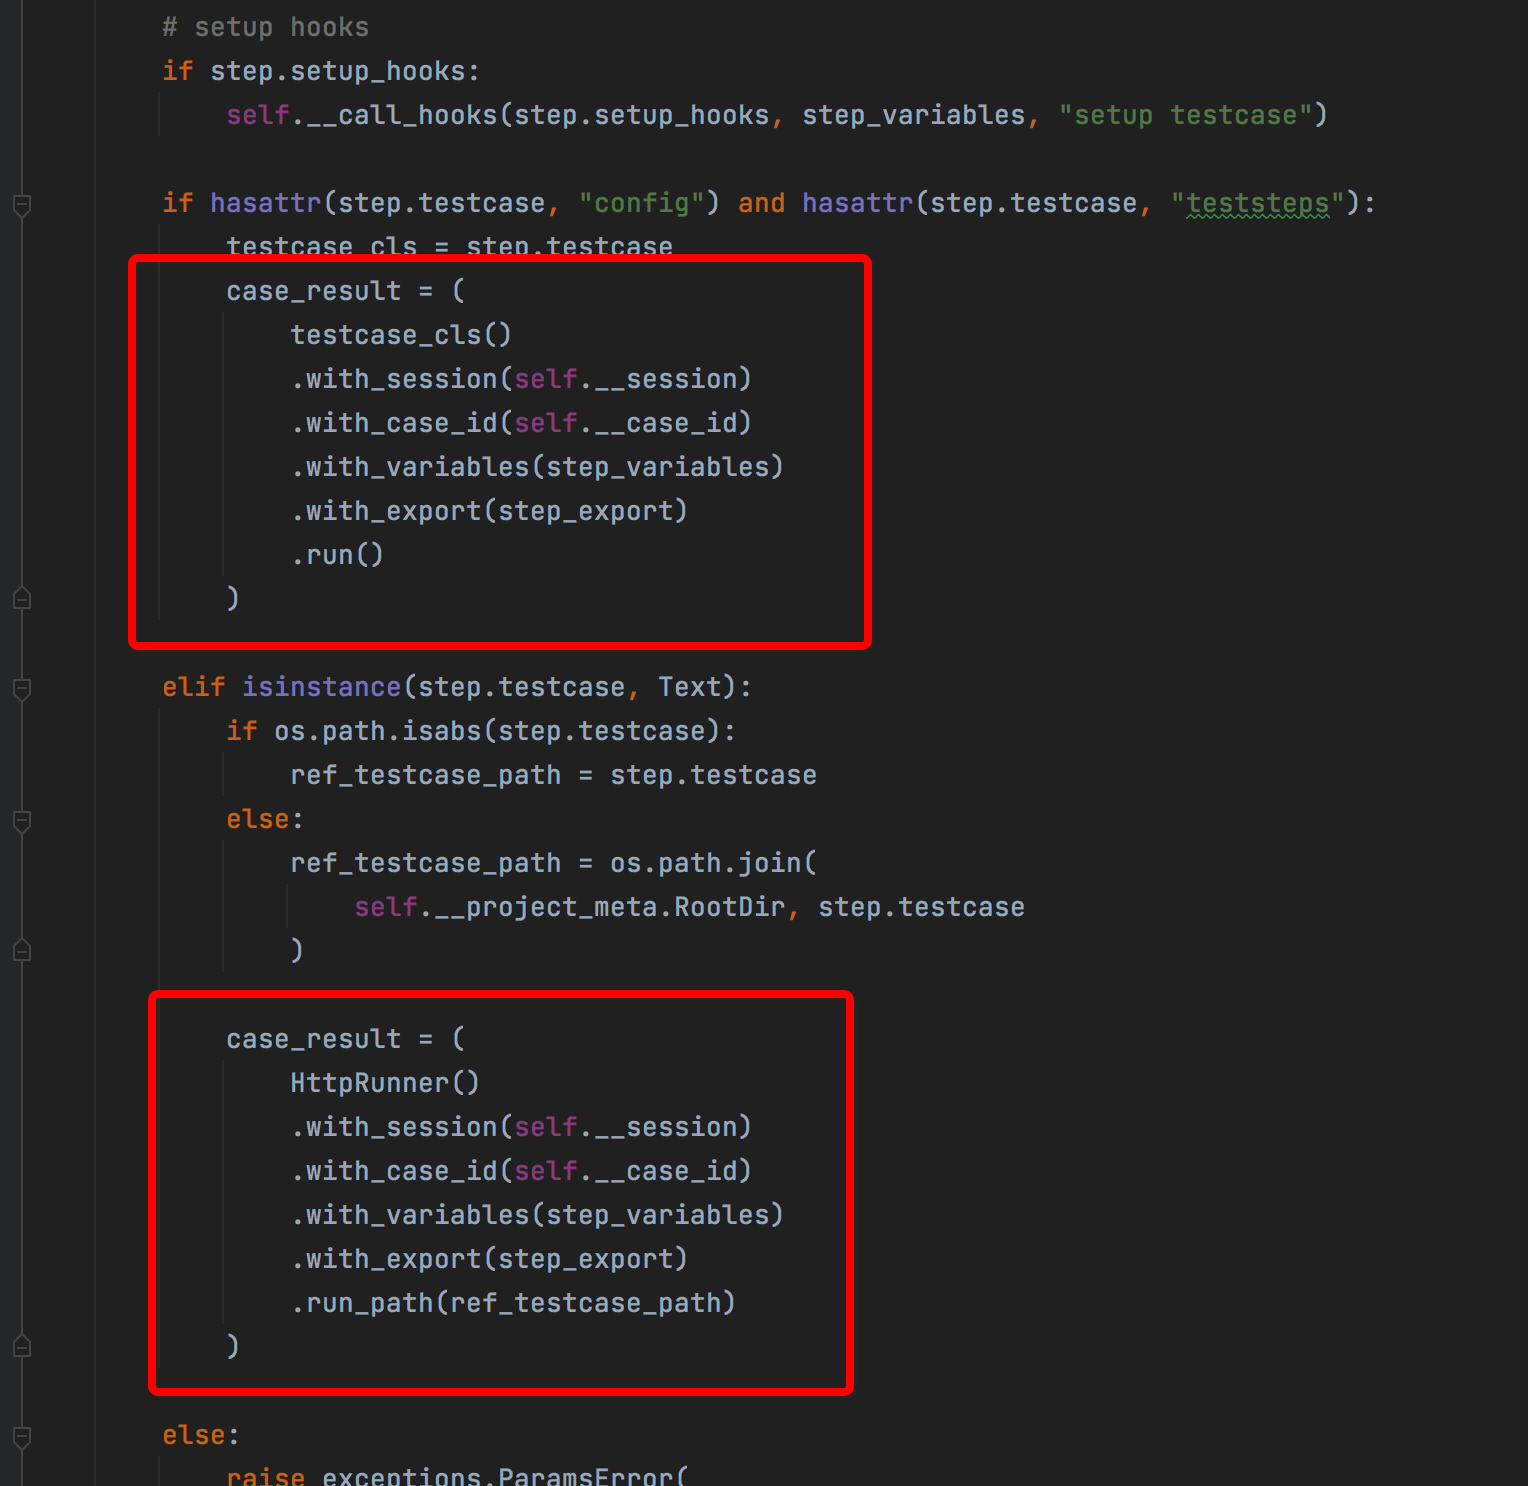 # setup hooks
if step.setup_hooks:
    self.__call_hooks(step.setup_hooks, step_variables, "setup testcase")

if hasattr(step.testcase, "config") and hasattr(step.testcase, "teststeps"):
    testcase_cls = step.testcase
    case_result = (
        testcase_cls()
        .with_session(self.__session)
        .with_case_id(self.__case_id)
        .with_variables(step_variables)
        .with_export(step_export)
        .run()
    )

elif isinstance(step.testcase, Text):
    if os.path.isabs(step.testcase):
        ref_testcase_path = step.testcase
    else:
        ref_testcase_path = os.path.join(
            self.__project_meta.RootDir, step.testcase
        )

    case_result = (
        HttpRunner()
        .with_session(self.__session)
        .with_case_id(self.__case_id)
        .with_variables(step_variables)
        .with_export(step_export)
        .run_path(ref_testcase_path)
    )

else:
    raise exceptions.ParamsError(